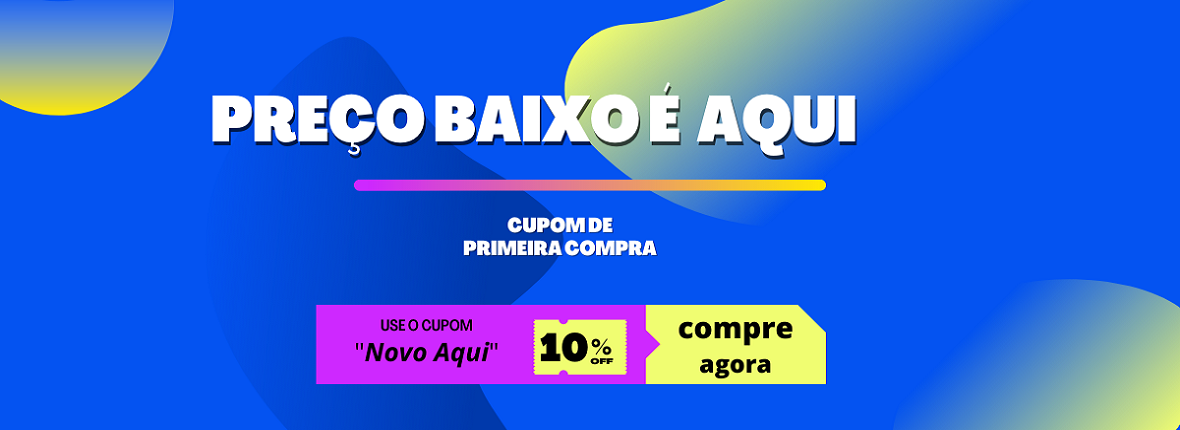 PREÇO BAIXO É AQUI
CUPOM DE
PRIMEIRA COMPRA
USE O CUPOM
"Novo Aqui"
10% OFF
compre
agora